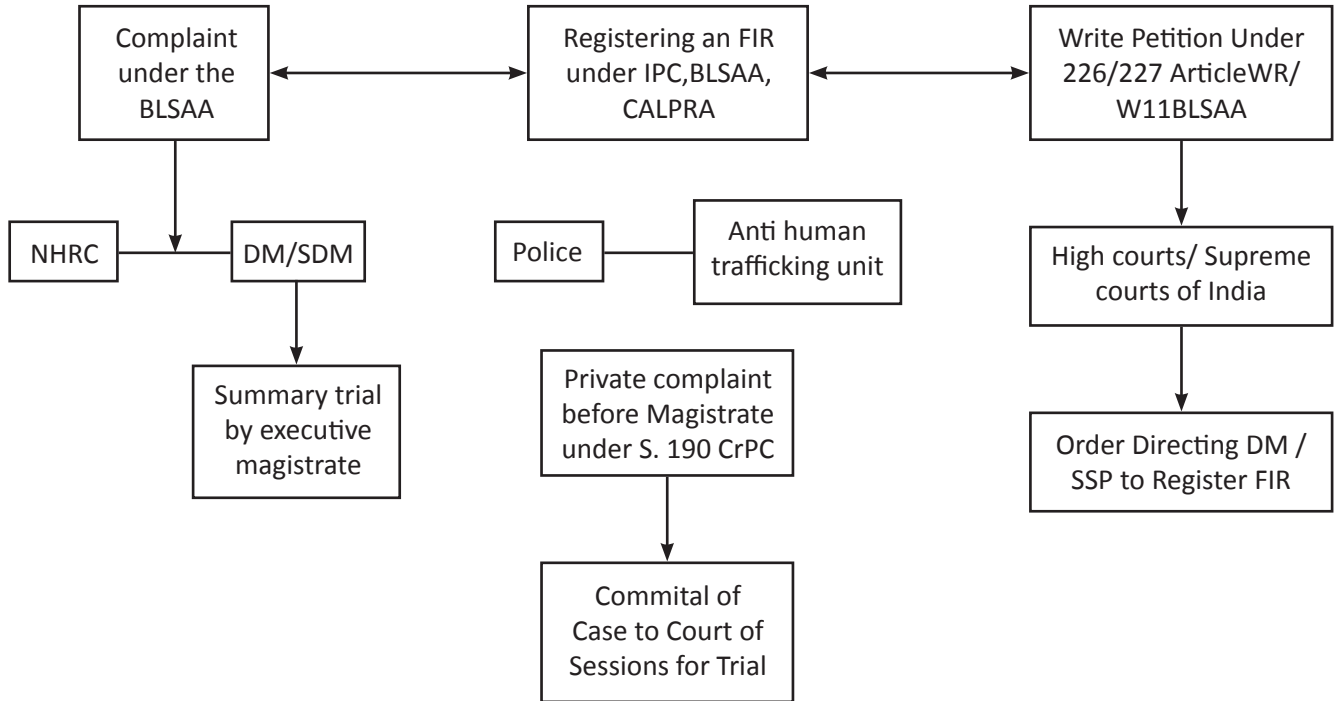 Complaint
under the
BLSAA
Registering an FIR
under IPC,BLSAA,
CALPRA
Write Petition Under
226/227 ArticleWR/
W11BLSAA
NHRC
DM/SDM
Police
Anti human
trafficking unit
High courts/ Supreme
courts of India
Summary trial
by executive
magistrate
Private complaint
before Magistrate
under S. 190 CrPC
Order Directing DM /
SSP to Register FIR
Commital of
Case to Court of
Sessions for Trial